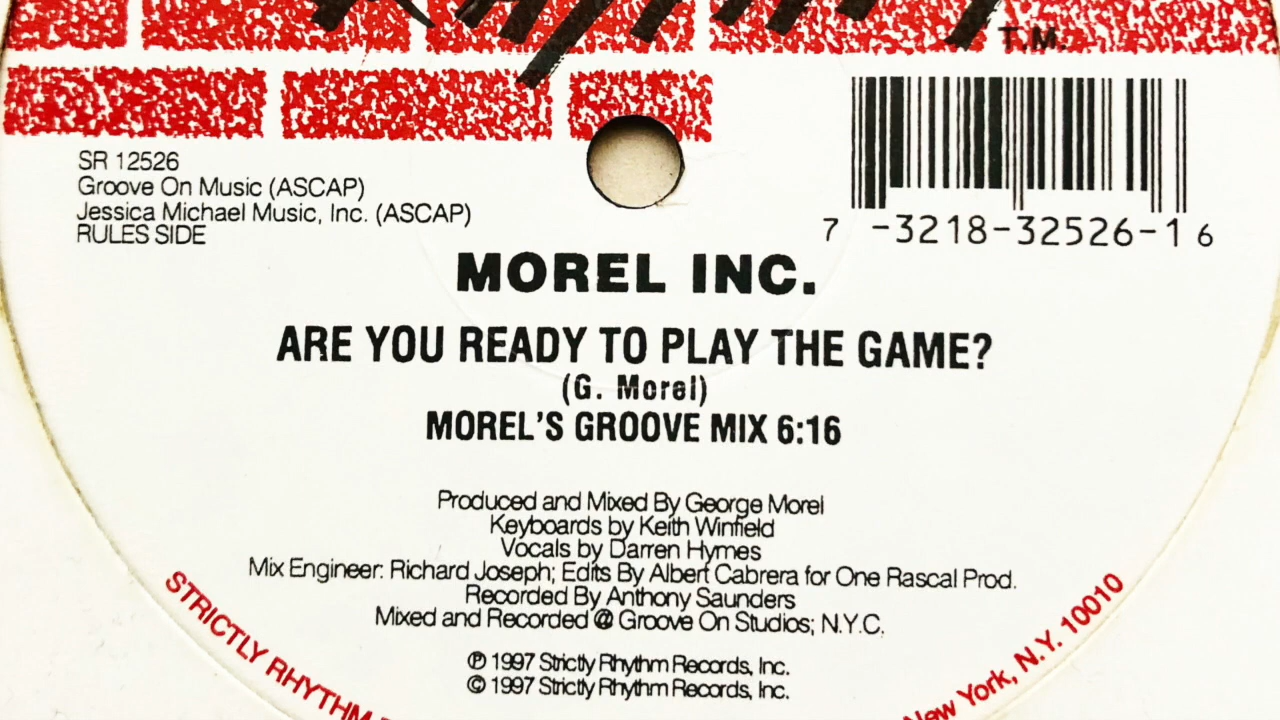 T.M.
SR 12526
Groove On Music (ASCAP)
Jessica Michael Music, Inc. (ASCAP)
RULES SIDE
7 -3218-32526-1 6
MOREL INC.
ARE YOU READY TO PLAY THE GAME?
(G. Morel)
MOREL'S GROOVE MIX 6:16
Produced and Mixed By George Morel
Keyboards by Keith Winfield
Vocals by Darren Hymes
Mix Engineer: Richard Joseph; Edits By Albert Cabrera for One Rascal Prod.
Recorded By Anthony Saunders
Mixed and Recorded @ Groove On Studios; N.Y.C.
℗ 1997 Strictly Rhythm Records, Inc.
© 1997 Strictly Rhythm Records, Inc.
STRICTLY RHYTHM
New York, N.Y. 10010